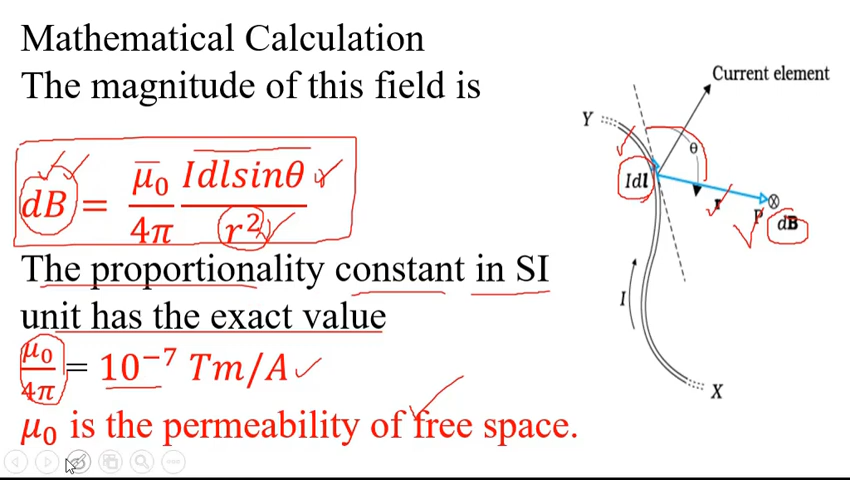 Mathematical Calculation
The magnitude of this field is
dB = μ₀/4π Idlsinθ/r²
The proportionality constant in SI
unit has the exact value
μ₀/4π = 10⁻⁷ Tm/A
μ₀ is the permeability of free space.
Current element
Y
θ
Idl
r
P
dB
I
X